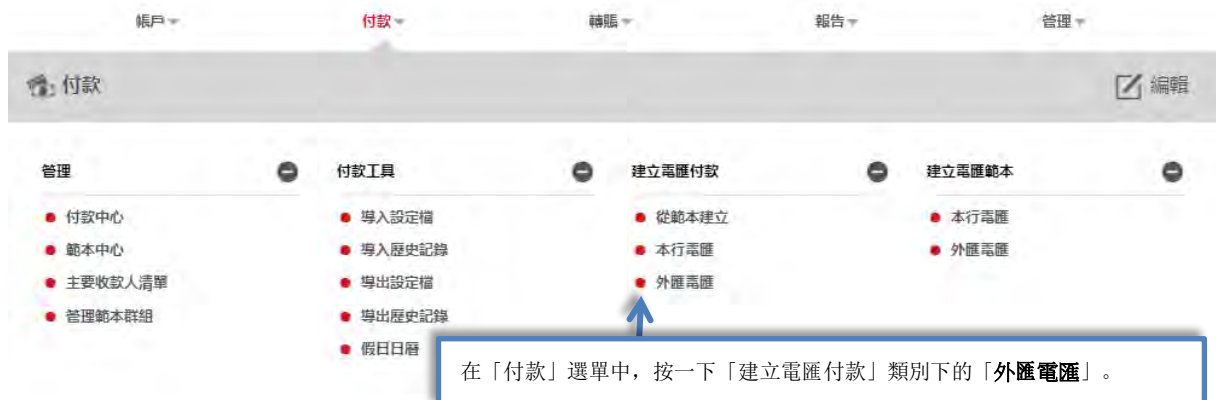 帳戶 付款 轉賬 報告 管理
付款 編輯
管理
付款中心
範本中心
主要收款人清單
管理範本群組
付款工具
導入設定檔
導入歷史記錄
導出設定檔
導出歷史記錄
假日日曆
建立電匯付款
從範本建立
本行電匯
外匯電匯
建立電匯範本
本行電匯
外匯電匯
在「付款」選單中，按一下「建立電匯付款」類別下的「外匯電匯」。